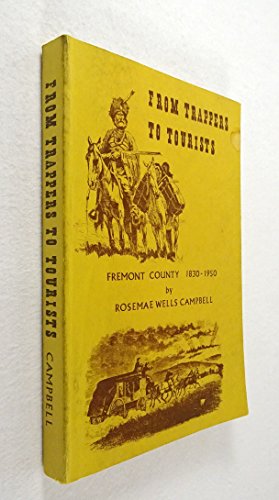 FROM TRAPPERS TO TOURISTS CAMPBELL
FROM TRAPPERS
TO TOURISTS
FREMONT COUNTY 1830-1950
by
ROSEMAE WELLS CAMPBELL